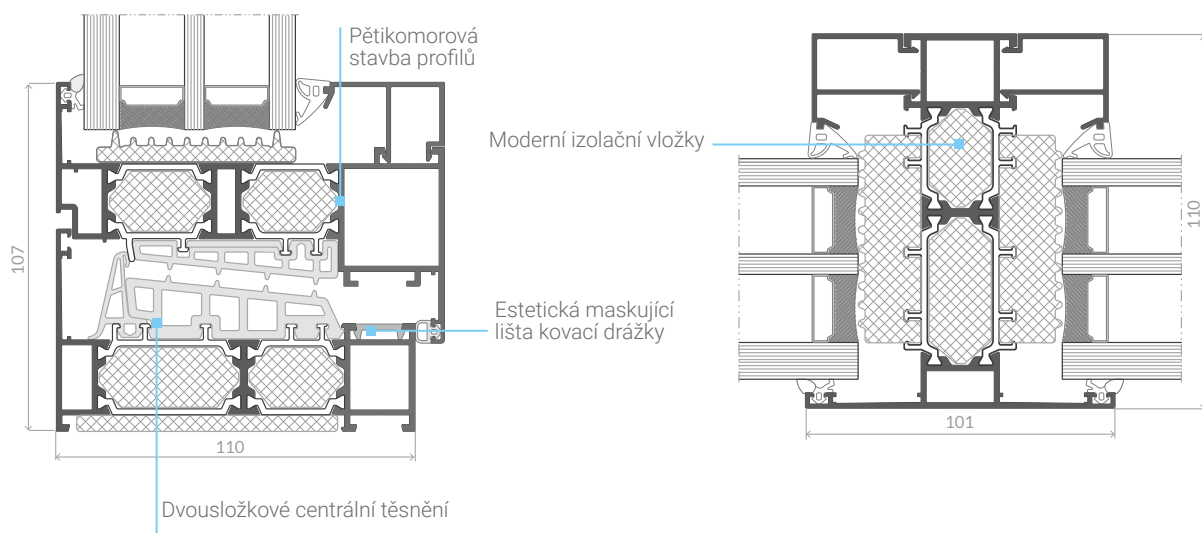 Pětikomorová
stavba profilů
107
Estetická maskující
lišta kovací drážky
110
Dvousložkové centrální těsnění
Moderní izolační vložky
110
101